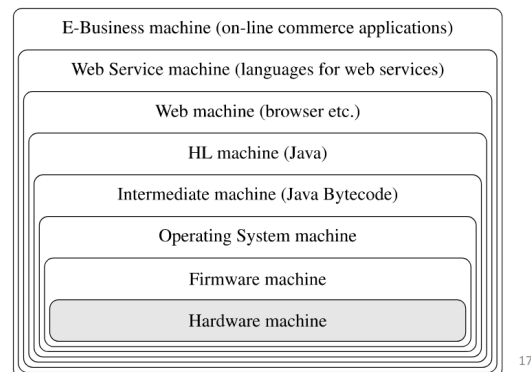 E-Business machine (on-line commerce applications)
Web Service machine (languages for web services)
Web machine (browser etc.)
HL machine (Java)
Intermediate machine (Java Bytecode)
Operating System machine
Firmware machine
Hardware machine
17